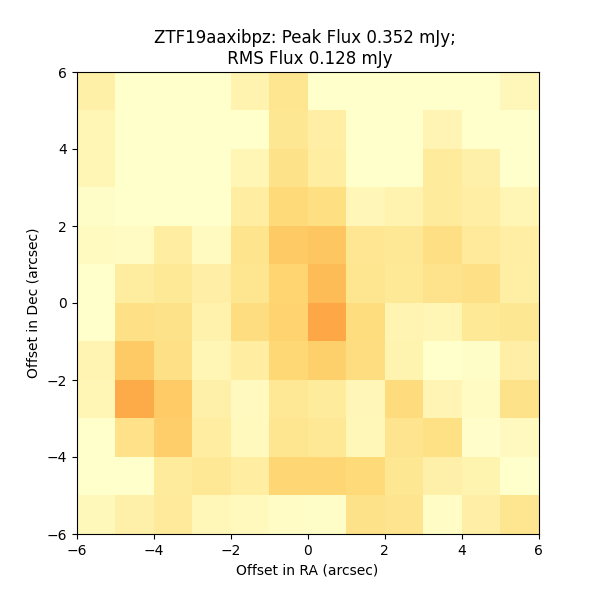 ZTF19aaxibpz: Peak Flux 0.352 mJy;
RMS Flux 0.128 mJy
6
4
2
0
−2
−4
−6
Offset in Dec (arcsec)
−6 −4 −2 0 2 4 6
Offset in RA (arcsec)